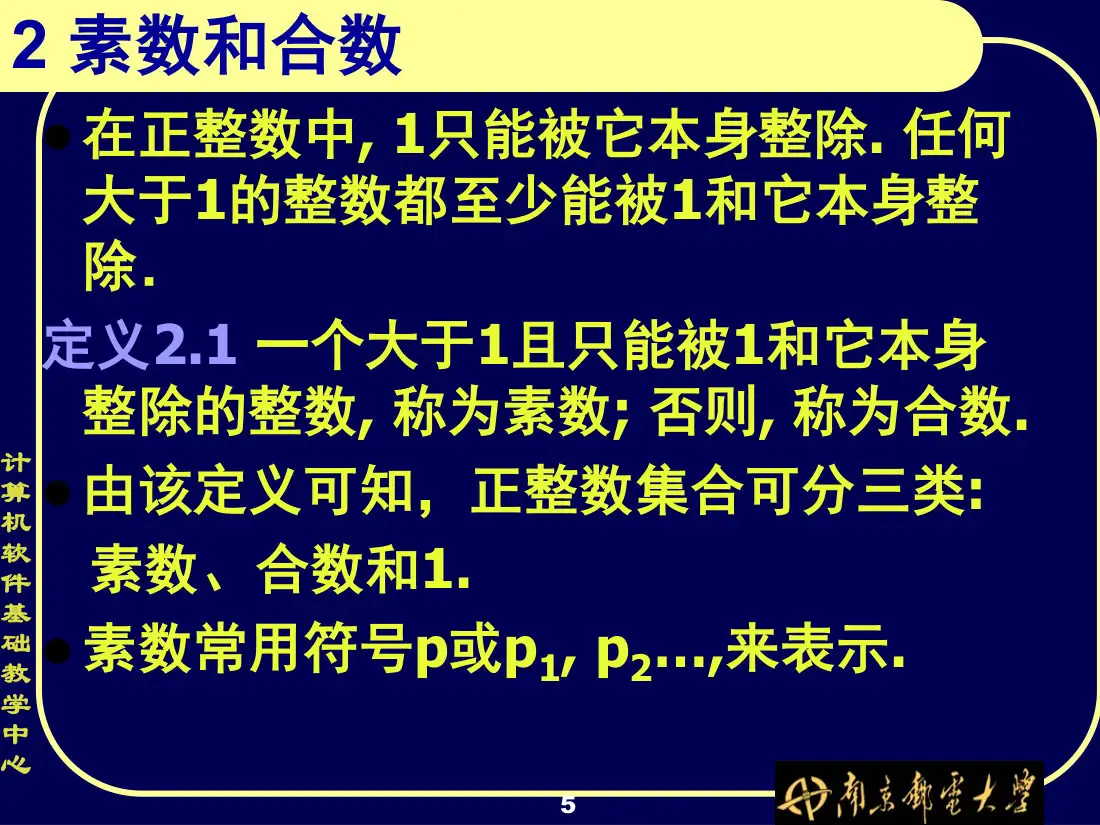 2 素数和合数
在正整数中, 1只能被它本身整除. 任何
大于1的整数都至少能被1和它本身整
除.
定义2.1 一个大于1且只能被1和它本身
整除的整数, 称为素数; 否则, 称为合数.
由该定义可知，正整数集合可分三类:
素数、合数和1.
素数常用符号p或p₁, p₂…,来表示.
计算机软件基础教学中心
5
南京邮电大学